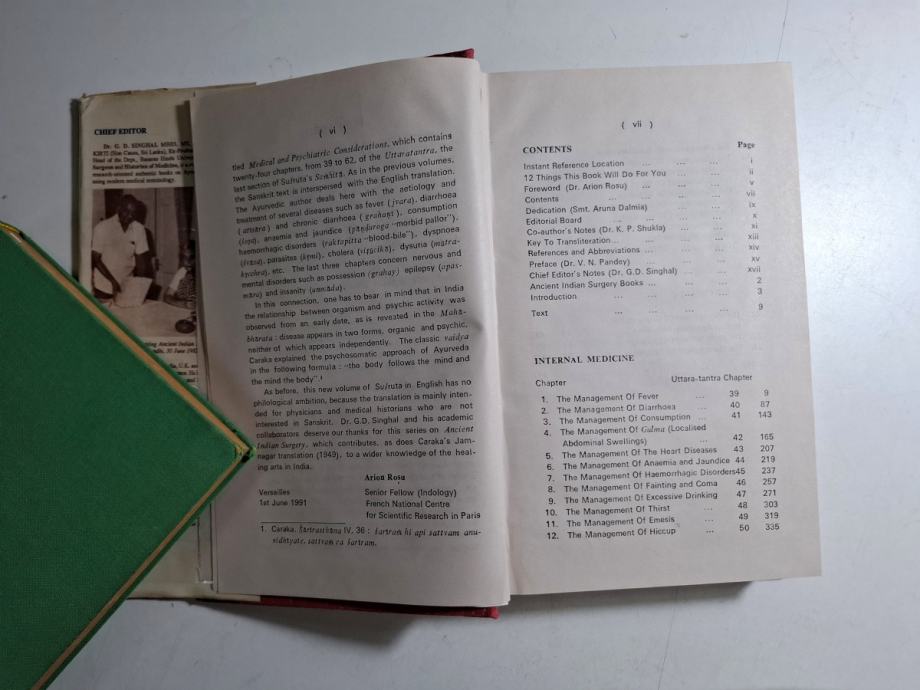 CHIEF EDITOR
Dr. G. D. SINGHAL MBBS, MS,
Surgeon and Historian of Medicine,
using modern medical terminology.
30 June
( vi )
tled Medical and Psychiatric Considerations, which contains
twenty-four chapters, from 39 to 62, of the Uttaratantra, the
last section of Suśruta's Saṁhitā. As in the previous volumes,
the Sanskrit text is interspersed with the English translation.
The Ayurvedic author deals here with the aetiology and
treatment of several diseases such as fever (jvara), diarrhoea
(atisāra) and chronic diarrhoea (grahaṇī), consumption
(śoṣa), anaemia and jaundice (pāṇḍuroga "morbid pallor"),
haemorrhagic disorders (raktapitta "blood-bile"), dyspnoea
(śvāsa), parasites (kṛmi), cholera (viṣūcikā), dysuria (mūtra-
kṛcchra), etc. The last three chapters concern nervous and
mental disorders such as possession (grahay) epilepsy (apas-
māra) and insanity (unmāda).
In this connection, one has to bear in mind that in India
the relationship between organism and psychic activity was
observed from an early date, as is revealed in the Mahā-
bhārata : disease appears in two forms, organic and psychic,
neither of which appears independently. The classic vaidya
Caraka explained the psychosomatic approach of Ayurveda
in the following formula : "the body follows the mind and
the mind the body".¹
As before, this new volume of Suśruta in English has no
philological ambition, because the translation is mainly inten-
ded for physicians and medical historians who are not
interested in Sanskrit. Dr. G.D. Singhal and his academic
collaborators deserve our thanks for this series on Ancient
Indian Surgery, which contributes, as does Caraka's Jam-
nagar translation (1949), to a wider knowledge of the heal-
ing arts in India.
Arion Roşu
Versailles Senior Fellow (Indology)
1st June 1991 French National Centre
for Scientific Research in Paris
1. Caraka, Śārīrasthāna IV, 36 : śarīraṁ hi api sattvam anu-
vidhīyate, sattvaṁ ca śarīram.
( vii )
CONTENTS Page
Instant Reference Location ... ... ... i
12 Things This Book Will Do For You ... ... ii
Foreword (Dr. Arion Rosu) ... ... ... v
Contents ... ... ... vii
Dedication (Smt. Aruna Dalmia) ... ... ix
Editorial Board ... ... ... x
Co-author's Notes (Dr. K. P. Shukla) ... ... xi
Key To Transliteration ... ... ... xiii
References and Abbreviations ... ... ... xiv
Preface (Dr. V. N. Pandey) ... ... ... xv
Chief Editor's Notes (Dr. G.D. Singhal) ... ... xvii
Ancient Indian Surgery Books ... ... ... 2
Introduction ... ... ... 3
Text ... ... ... 9
INTERNAL MEDICINE
Chapter Uttara-tantra Chapter
1. The Management Of Fever ... 39 9
2. The Management Of Diarrhoea ... 40 87
3. The Management Of Consumption ... 41 143
4. The Management Of Gulma (Localised
Abdominal Swellings) ... 42 165
5. The Management Of The Heart Diseases 43 207
6. The Management Of Anaemia and Jaundice 44 219
7. The Management Of Haemorrhagic Disorders 45 237
8. The Management Of Fainting and Coma 46 257
9. The Management Of Excessive Drinking 47 271
10. The Management Of Thirst ... 48 303
11. The Management Of Emesis ... 49 319
12. The Management Of Hiccup ... 50 335